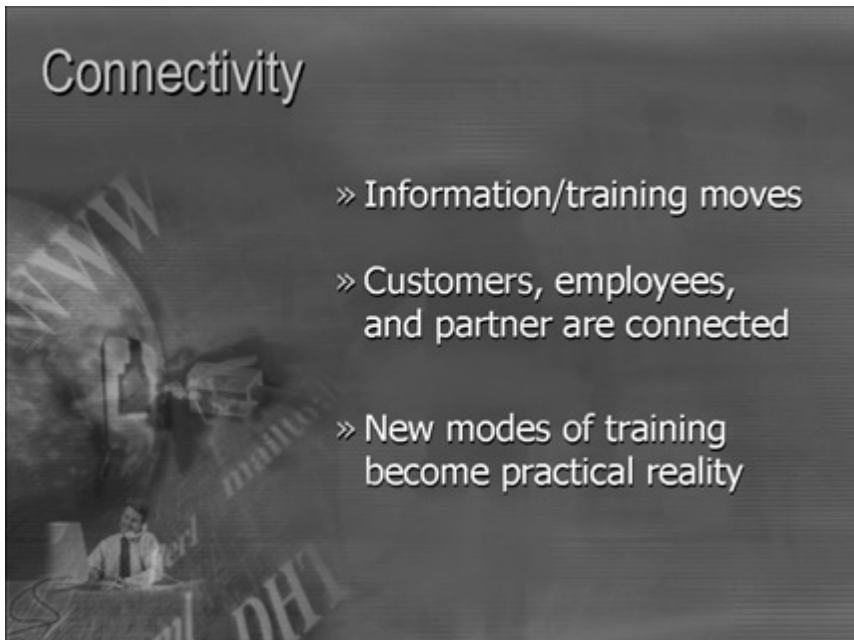 Connectivity
» Information/training moves
» Customers, employees,
and partner are connected
» New modes of training
become practical reality
WWW
mailto: